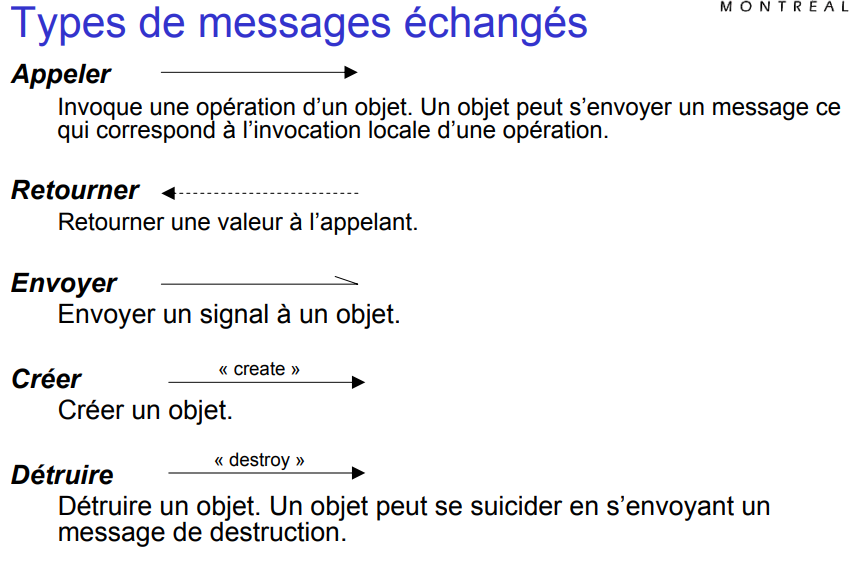 MONTREAL
Types de messages échangés
Appeler
Invoque une opération d’un objet. Un objet peut s’envoyer un message ce
qui correspond à l’invocation locale d’une opération.
Retourner
Retourner une valeur à l’appelant.
Envoyer
Envoyer un signal à un objet.
« create »
Créer
Créer un objet.
« destroy »
Détruire
Détruire un objet. Un objet peut se suicider en s’envoyant un
message de destruction.